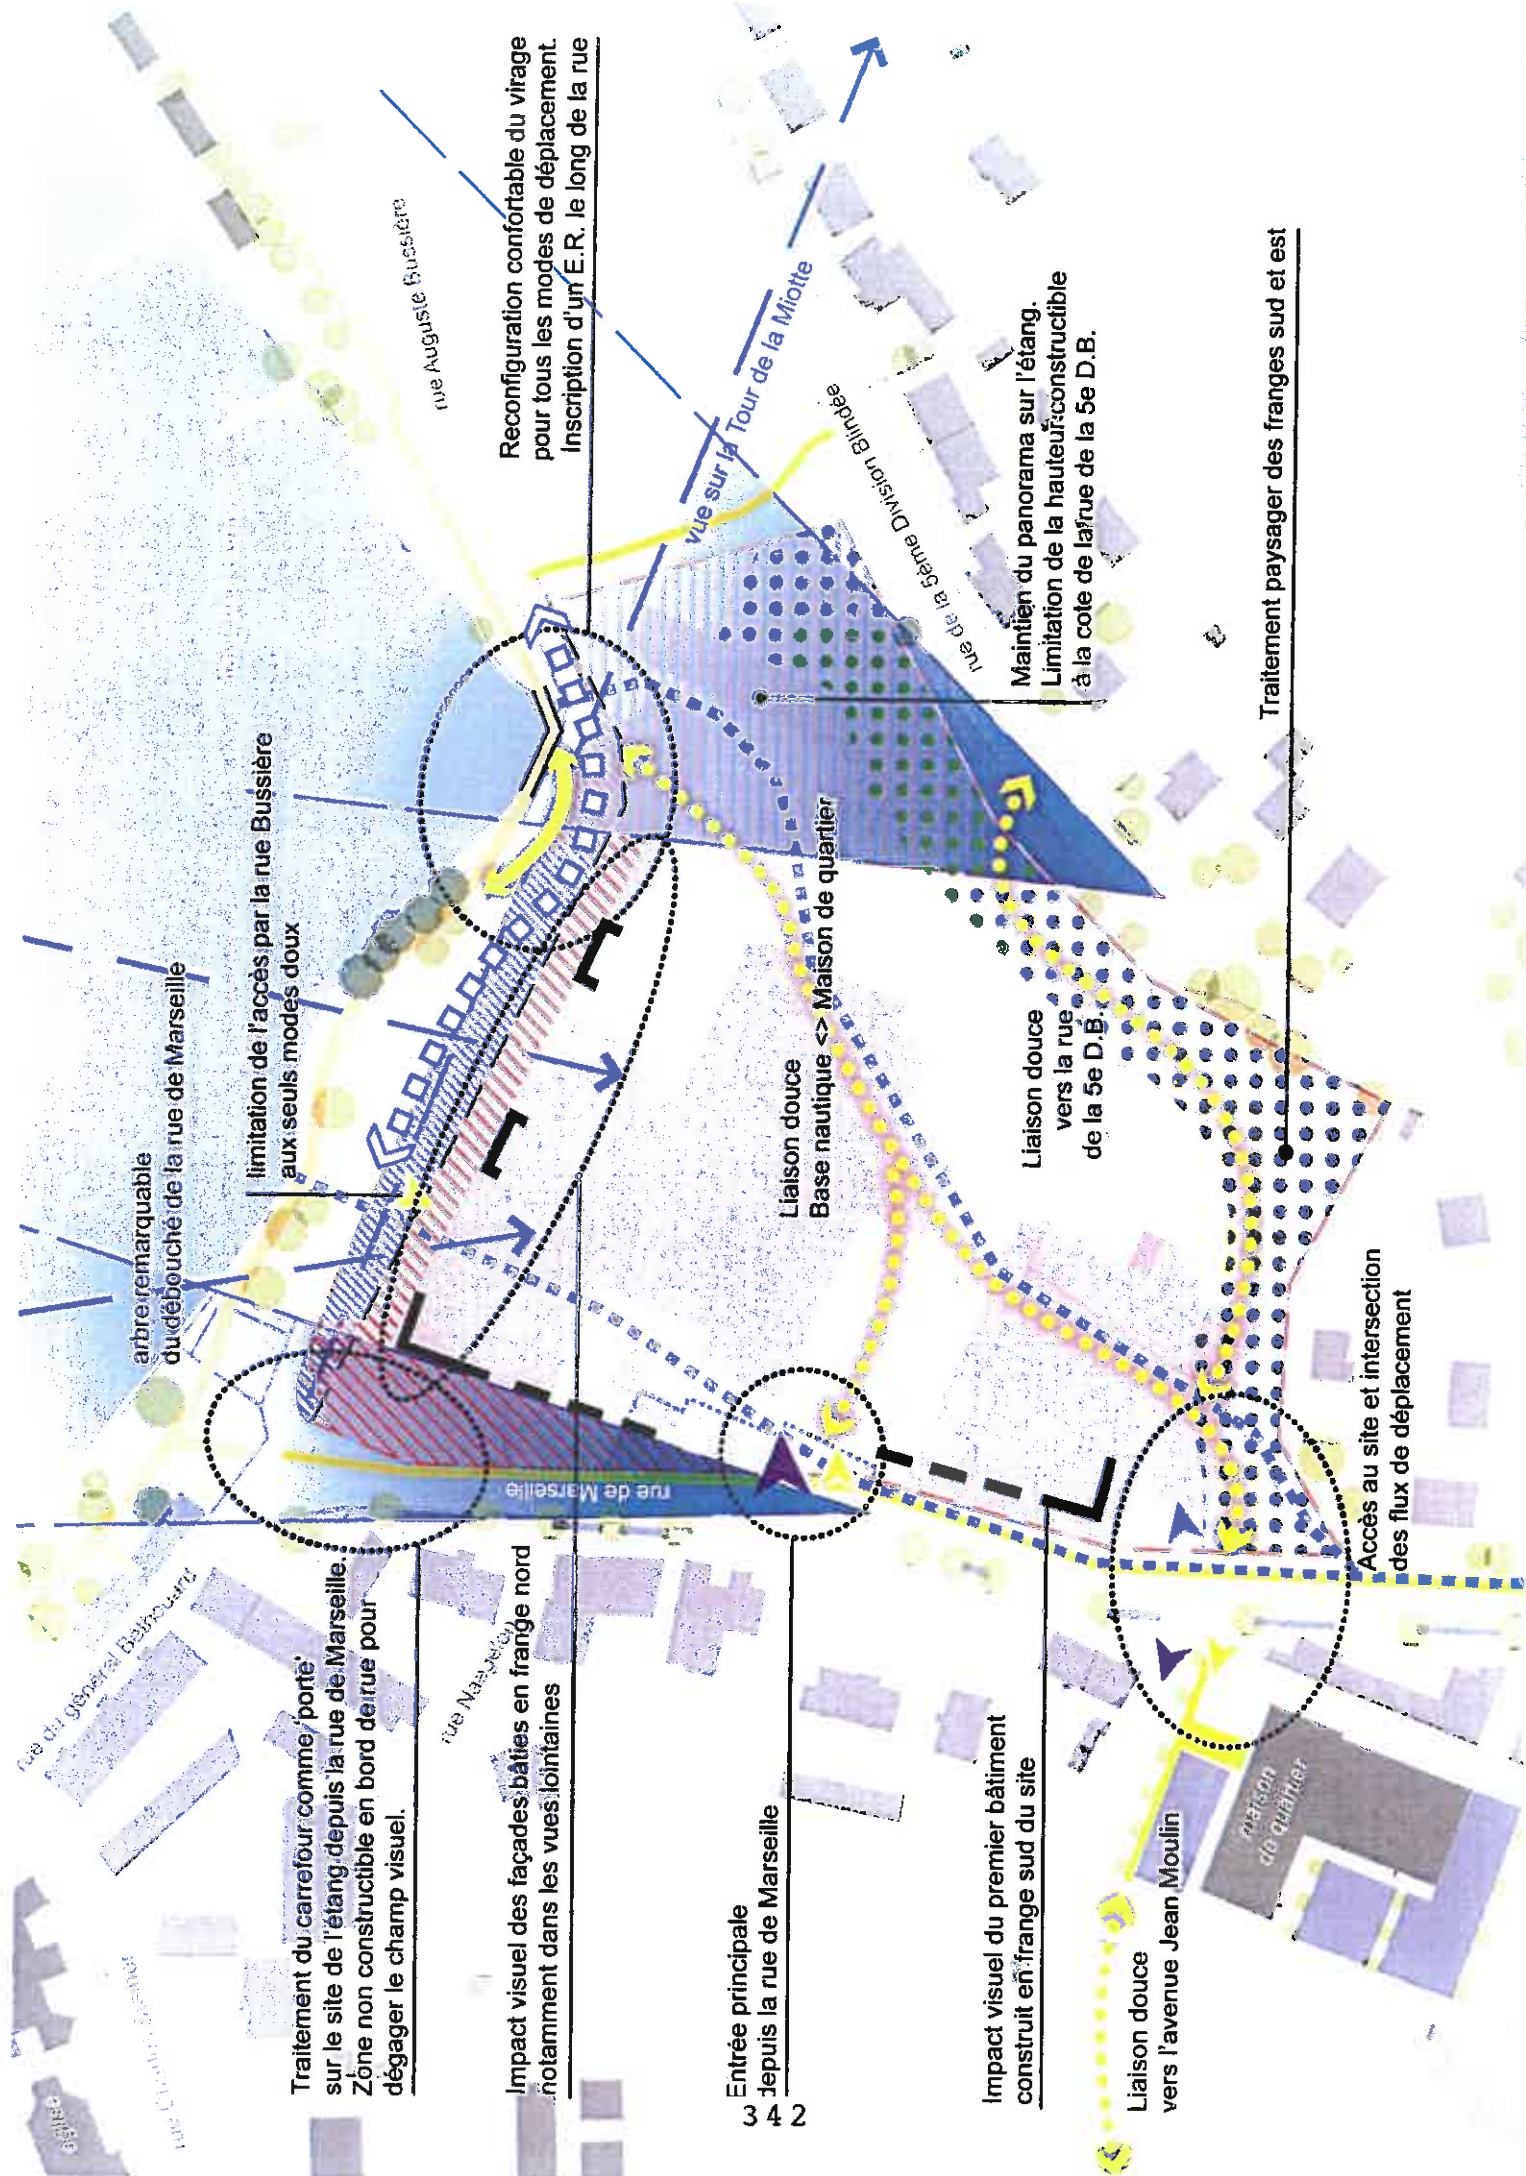 Traitement du carrefour comme 'porte'
sur le site de l'étang depuis la rue de Marseille.
Zone non constructible en bord de rue pour
dégager le champ visuel.
Impact visuel des façades bâties en frange nord
notamment dans les vues lointaines
Entrée principale
depuis la rue de Marseille
342
Impact visuel du premier bâtiment
construit en frange sud du site
Liaison douce
vers l'avenue Jean Moulin
arbre remarquable
du débouché de la rue de Marseille
limitation de l'accès par la rue Bussière
aux seuls modes doux
Reconfiguration confortable du virage
pour tous les modes de déplacement.
Inscription d'un E.R. le long de la rue
Liaison douce
Base nautique <> Maison de quartier
Liaison douce
vers la rue
de la 5e D.B.
Maintien du panorama sur l'étang.
Limitation de la hauteur constructible
à la cote de la rue de la 5e D.B.
Traitement paysager des franges sud et est
Accès au site et intersection
des flux de déplacement
vue sur la Tour de la Miotte
rue Auguste Bussière
rue de la 5ème Division Blindée
rue de Marseille
rue du général Béthouard
rue
maison
de quartier
église